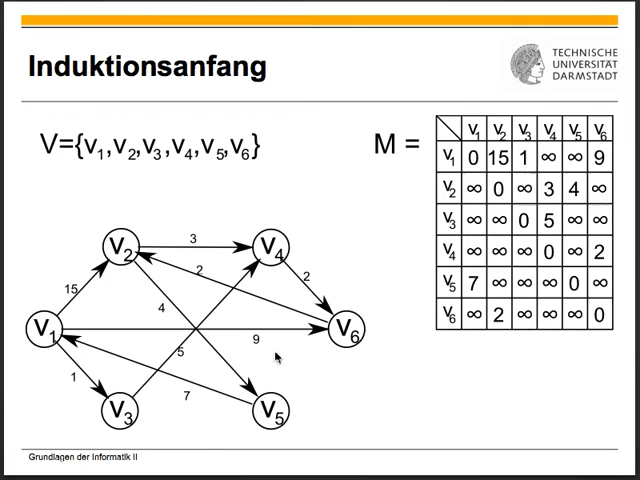 Induktionsanfang
TECHNISCHE
UNIVERSITÄT
DARMSTADT
V={v1,v2,v3,v4,v5,v6}
M =
v1 v2 v3 v4 v5 v6
v1 0 15 1 ∞ ∞ 9
v2 ∞ 0 ∞ 3 4 ∞
v3 ∞ ∞ 0 5 ∞ ∞
v4 ∞ ∞ ∞ 0 ∞ 2
v5 7 ∞ ∞ ∞ 0 ∞
v6 ∞ 2 ∞ ∞ ∞ 0
3
v2 v4
2 2
15
4
v1 v6
9
5
1
7
v3 v5
Grundlagen der Informatik II